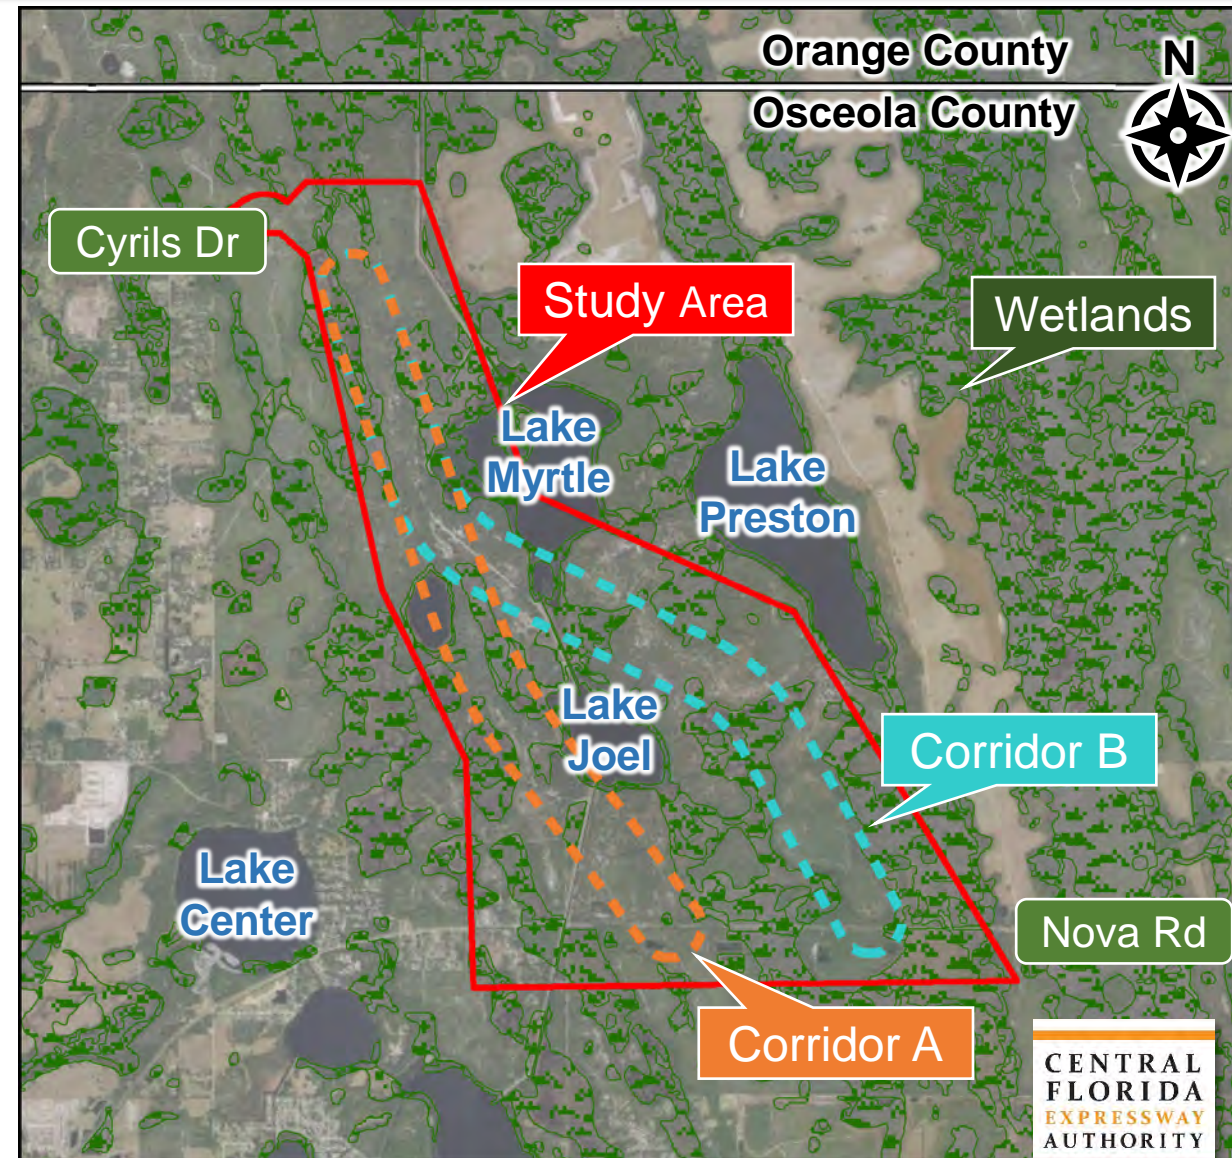 Orange County
N
Osceola County
Cyrils Dr
Study Area
Wetlands
Lake
Myrtle
Lake
Preston
Lake
Joel
Corridor B
Lake
Center
Nova Rd
Corridor A
CENTRAL
FLORIDA
EXPRESSWAY
AUTHORITY